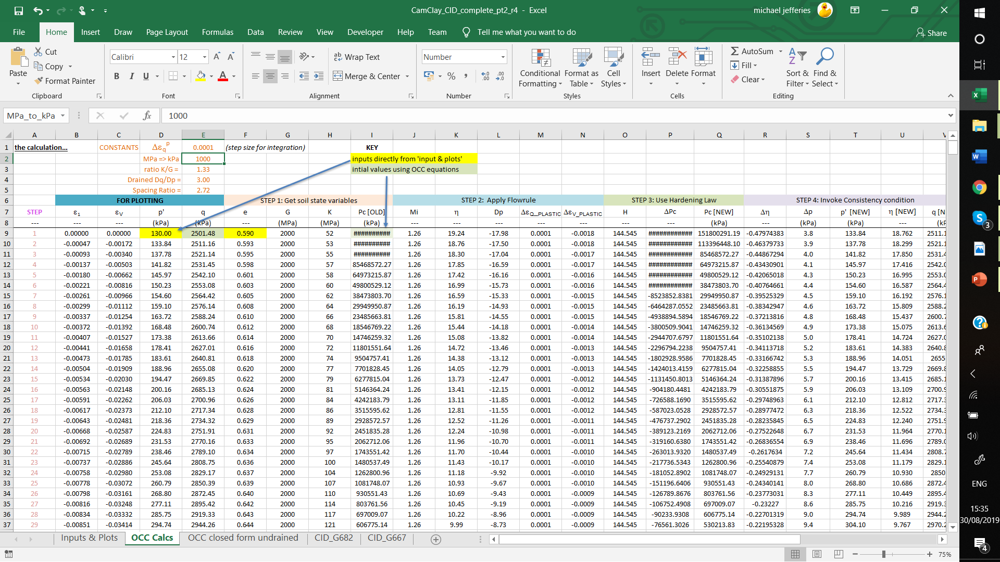 CamClay_CID_complete_pt2_r4 - Excel
michael jefferies
File Home Insert Draw Page Layout Formulas Data Review View Developer Help Team Tell me what you want to do Share
Paste
Cut
Copy
Format Painter
Clipboard
Calibri 12
B I U
Font
Wrap Text
Merge & Center
Alignment
Number
Number
Conditional Formatting
Format as Table
Cell Styles
Styles
Insert Delete Format
Cells
AutoSum
Fill
Clear
Sort & Filter
Find & Select
Editing
MPa_to_kPa fx 1000
A B C D E F G H I J K L M N O P Q R S T U V
1 the calculation... CONSTANTS Δεqp 0.0001 (step size for integration) KEY
2 MPa => kPa 1000 inputs directly from 'input & plots'
3 ratio K/G = 1.33 intial values using OCC equations
4 Drained Dq/Dp = 3.00
5 Spacing Ratio = 2.72
6 FOR PLOTTING STEP 1: Get soil state variables STEP 2: Apply Flowrule STEP 3: Use Hardening Law STEP 4: Invoke Consistency condition
7 STEP ε1 εV p' q e G K Pc [OLD] Mi η Dp ΔεQ_PLASTIC ΔεV_PLASTIC H ΔPc Pc [NEW] Δη Δp p' [NEW] η [NEW] q [N
8 --- --- --- (kPa) (kPa) --- (MPa) (MPa) (kPa) --- --- --- --- --- --- --- (kPa) --- (kPa) (kPa) --- (kP
9 1 0.00000 0.00000 130.00 2501.48 0.590 2000 52 ########## 1.26 19.24 -17.98 0.0001 -0.0018 144.545 ############ 151800291.19 -0.47974383 3.8 133.84 18.762 2511.1
10 2 -0.00047 -0.00172 133.84 2511.16 0.593 2000 53 ########## 1.26 18.76 -17.50 0.0001 -0.0018 144.545 ############ 113396448.10 -0.46379733 3.9 137.78 18.299 2521.1
11 3 -0.00093 -0.00340 137.78 2521.14 0.595 2000 55 ########## 1.26 18.30 -17.04 0.0001 -0.0017 144.545 ############ 85468572.27 -0.44867294 4.0 141.82 17.850 2531.4
12 4 -0.00137 -0.00503 141.82 2531.45 0.598 2000 57 85468572.27 1.26 17.85 -16.59 0.0001 -0.0017 144.545 ############ 64973215.87 -0.43430901 4.1 145.97 17.416 2542.0
13 5 -0.00180 -0.00662 145.97 2542.10 0.601 2000 58 64973215.87 1.26 17.42 -16.16 0.0001 -0.0016 144.545 ############ 49800529.12 -0.42065018 4.3 150.23 16.995 2553.0
14 6 -0.00221 -0.00816 150.23 2553.08 0.603 2000 60 49800529.12 1.26 16.99 -15.73 0.0001 -0.0016 144.545 ############ 38473803.70 -0.40764661 4.4 154.60 16.587 2564.4
15 7 -0.00261 -0.00966 154.60 2564.42 0.605 2000 62 38473803.70 1.26 16.59 -15.33 0.0001 -0.0015 144.545 -8523852.8381 29949950.87 -0.39525329 4.5 159.10 16.192 2576.1
16 8 -0.00299 -0.01112 159.10 2576.14 0.608 2000 64 29949950.87 1.26 16.19 -14.93 0.0001 -0.0015 144.545 -6464287.0552 23485663.81 -0.38342947 4.6 163.72 15.809 2588.2
17 9 -0.00337 -0.01254 163.72 2588.24 0.610 2000 66 23485663.81 1.26 15.81 -14.55 0.0001 -0.0015 144.545 -4938894.5894 18546769.22 -0.37213816 4.8 168.48 15.437 2600.7
18 10 -0.00372 -0.01392 168.48 2600.74 0.612 2000 68 18546769.22 1.26 15.44 -14.18 0.0001 -0.0014 144.545 -3800509.9041 14746259.32 -0.36134569 4.9 173.38 15.075 2613.6
19 11 -0.00407 -0.01527 173.38 2613.66 0.614 2000 70 14746259.32 1.26 15.08 -13.82 0.0001 -0.0014 144.545 -2944707.6797 11801551.64 -0.35102138 5.0 178.41 14.724 2627.0
20 12 -0.00441 -0.01658 178.41 2627.01 0.616 2000 72 11801551.64 1.26 14.72 -13.46 0.0001 -0.0013 144.545 -2296794.2238 9504757.41 -0.34113718 5.2 183.61 14.383 2640.8
21 13 -0.00473 -0.01785 183.61 2640.81 0.618 2000 74 9504757.41 1.26 14.38 -13.12 0.0001 -0.0013 144.545 -1802928.9586 7701828.45 -0.33166742 5.3 188.96 14.051 2655
22 14 -0.00504 -0.01909 188.96 2655.08 0.620 2000 77 7701828.45 1.26 14.05 -12.79 0.0001 -0.0013 144.545 -1424013.4159 6277815.04 -0.32258855 5.5 194.47 13.729 2669.8
23 15 -0.00534 -0.02030 194.47 2669.85 0.622 2000 79 6277815.04 1.26 13.73 -12.47 0.0001 -0.0012 144.545 -1131450.8013 5146364.24 -0.31387896 5.7 200.16 13.415 2685.1
24 16 -0.00563 -0.02148 200.16 2685.13 0.624 2000 81 5146364.24 1.26 13.41 -12.15 0.0001 -0.0012 144.545 -904180.4481 4242183.79 -0.30551875 5.9 206.03 13.109 2700.9
25 17 -0.00591 -0.02262 206.03 2700.96 0.626 2000 84 4242183.79 1.26 13.11 -11.85 0.0001 -0.0012 144.545 -726588.1690 3515595.62 -0.29748963 6.1 212.10 12.812 2717.3
26 18 -0.00617 -0.02373 212.10 2717.34 0.628 2000 86 3515595.62 1.26 12.81 -11.55 0.0001 -0.0012 144.545 -587023.0528 2928572.57 -0.28977472 6.3 218.36 12.522 2734.3
27 19 -0.00643 -0.02481 218.36 2734.32 0.629 2000 89 2928572.57 1.26 12.52 -11.26 0.0001 -0.0011 144.545 -476737.2902 2451835.28 -0.28235845 6.5 224.83 12.240 2751.9
28 20 -0.00668 -0.02587 224.83 2751.91 0.631 2000 92 2451835.28 1.26 12.24 -10.98 0.0001 -0.0011 144.545 -389123.2169 2062712.06 -0.27522648 6.7 231.53 11.964 2770.1
29 21 -0.00692 -0.02689 231.53 2770.16 0.633 2000 95 2062712.06 1.26 11.96 -10.70 0.0001 -0.0011 144.545 -319160.6380 1743551.42 -0.26836554 6.9 238.46 11.696 2789.0
30 22 -0.00715 -0.02789 238.46 2789.10 0.634 2000 97 1743551.42 1.26 11.70 -10.44 0.0001 -0.0010 144.545 -263013.9320 1480537.49 -0.2617634 7.2 245.64 11.434 2808.7
31 23 -0.00737 -0.02886 245.64 2808.75 0.636 2000 100 1480537.49 1.26 11.43 -10.17 0.0001 -0.0010 144.545 -217736.5343 1262800.96 -0.25540879 7.4 253.08 11.179 2829.1
32 24 -0.00758 -0.02980 253.08 2829.17 0.637 2000 104 1262800.96 1.26 11.18 -9.92 0.0001 -0.0010 144.545 -181052.8902 1081748.07 -0.24929131 7.7 260.79 10.930 2850
33 25 -0.00778 -0.03072 260.79 2850.39 0.639 2000 107 1081748.07 1.26 10.93 -9.67 0.0001 -0.0010 144.545 -151196.6406 930551.43 -0.24340141 8.0 268.80 10.686 2872.4
34 26 -0.00798 -0.03161 268.80 2872.45 0.640 2000 110 930551.43 1.26 10.69 -9.43 0.0001 -0.0009 144.545 -126789.8676 803761.56 -0.23773031 8.3 277.11 10.449 2895.4
35 27 -0.00816 -0.03248 277.11 2895.42 0.642 2000 114 803761.56 1.26 10.45 -9.19 0.0001 -0.0009 144.545 -106752.4908 697009.07 -0.23227 8.6 285.75 10.216 2919.3
36 28 -0.00834 -0.03332 285.75 2919.33 0.643 2000 117 697009.07 1.26 10.22 -8.96 0.0001 -0.0009 144.545 -90233.9308 606775.14 -0.22701319 9.0 294.74 9.989 2944.2
37 29 -0.00851 -0.03414 294.74 2944.26 0.644 2000 121 606775.14 1.26 9.99 -8.73 0.0001 -0.0009 144.545 -76561.3026 530213.83 -0.22195328 9.4 304.10 9.767 2970.2
Inputs & Plots OCC Calcs OCC closed form undrained CID_G682 CID_G667
75%
3
ENG
15:35
30/08/2019
4